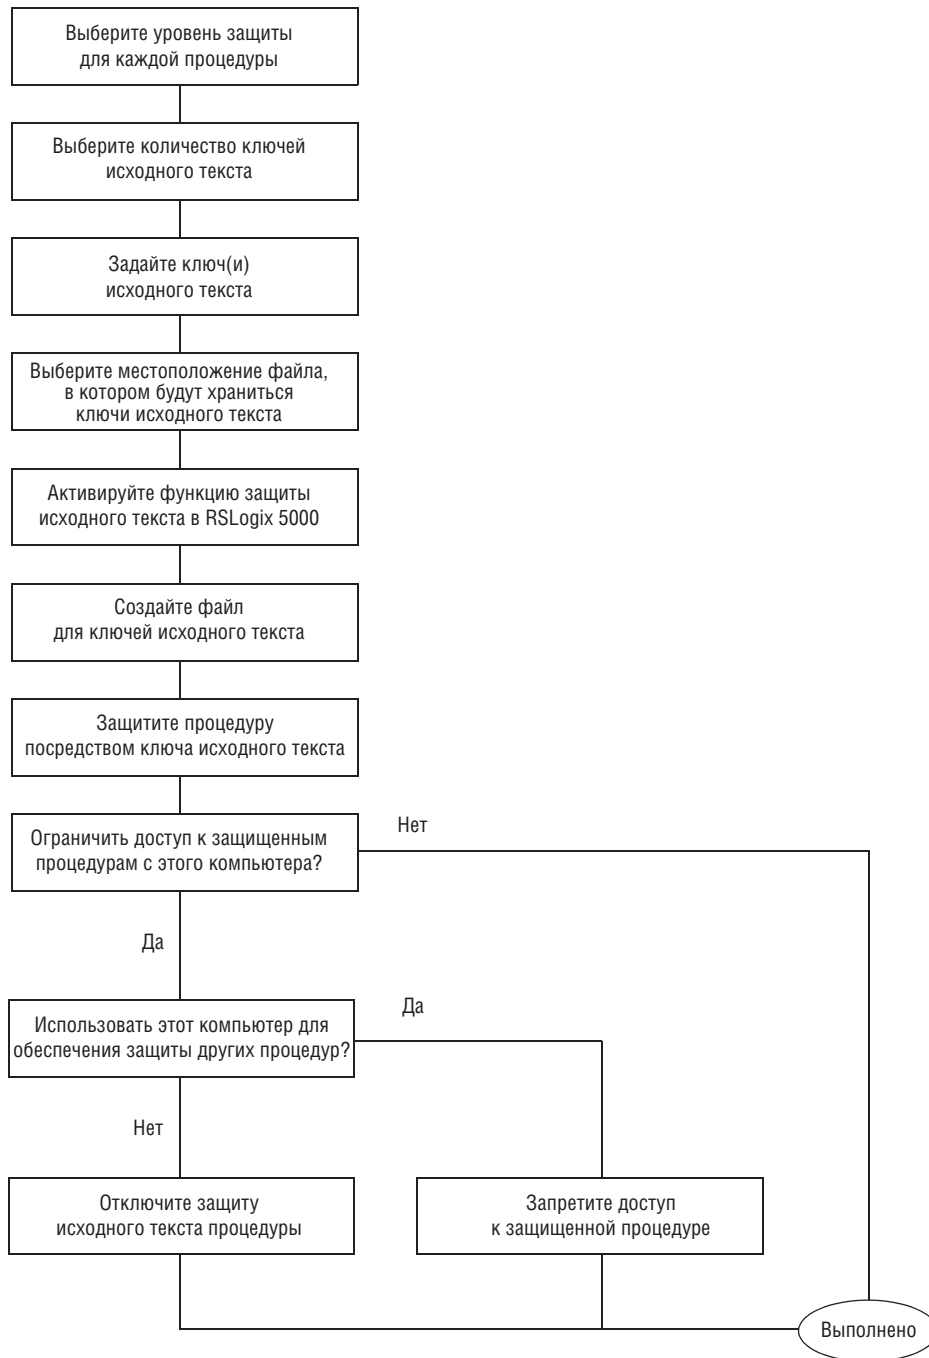 Выберите уровень защиты
для каждой процедуры
Выберите количество ключей
исходного текста
Задайте ключ(и)
исходного текста
Выберите местоположение файла,
в котором будут храниться
ключи исходного текста
Активируйте функцию защиты
исходного текста в RSLogix 5000
Создайте файл
для ключей исходного текста
Защитите процедуру
посредством ключа исходного текста
Ограничить доступ к защищенным
процедурам с этого компьютера?
Нет
Да
Использовать этот компьютер для
обеспечения защиты других процедур?
Да
Нет
Отключите защиту
исходного текста процедуры
Запретите доступ
к защищенной процедуре
Выполнено